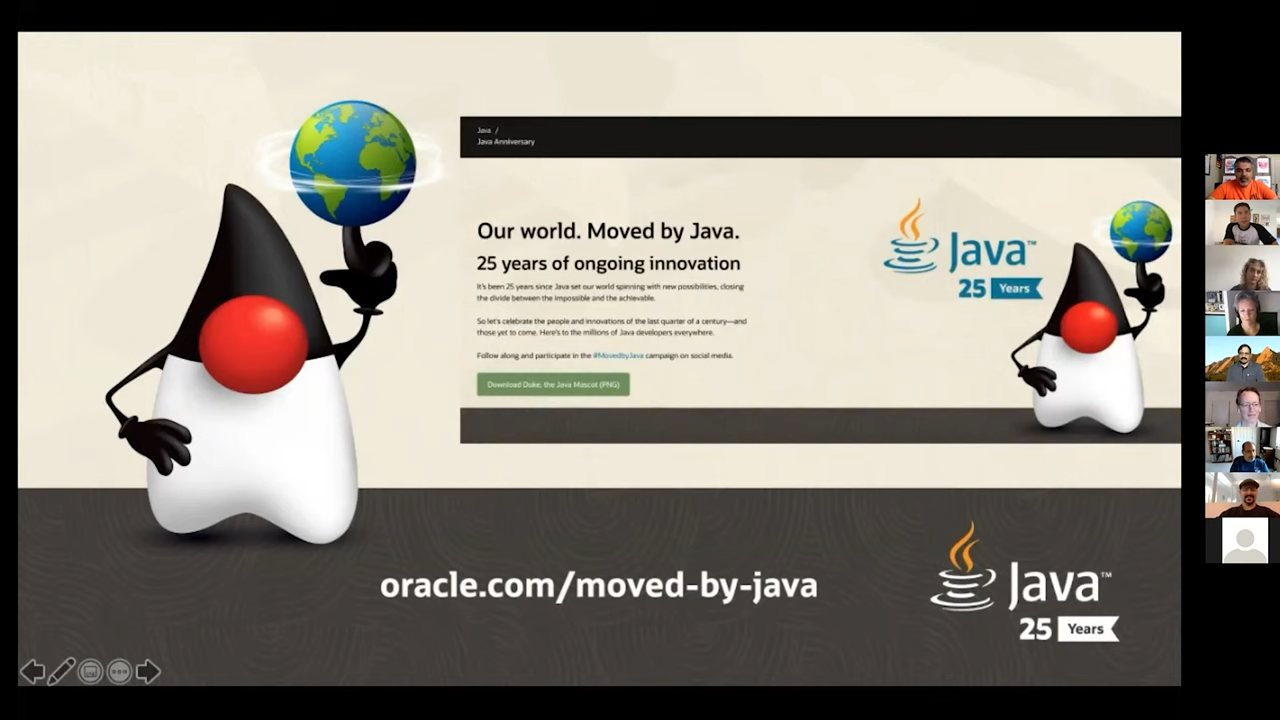 Java /
Java Anniversary
Our world. Moved by Java.
25 years of ongoing innovation
It's been 25 years since Java set our world spinning with new possibilities, closing
the divide between the impossible and the achievable.
So let's celebrate the people and innovations of the last quarter of a century—and
those yet to come. Here's to the millions of Java developers everywhere.
Follow along and participate in the #MovedbyJava campaign on social media.
Download Duke, the Java Mascot (PNG)
Java™
25 Years
oracle.com/moved-by-java
Java™
25 Years